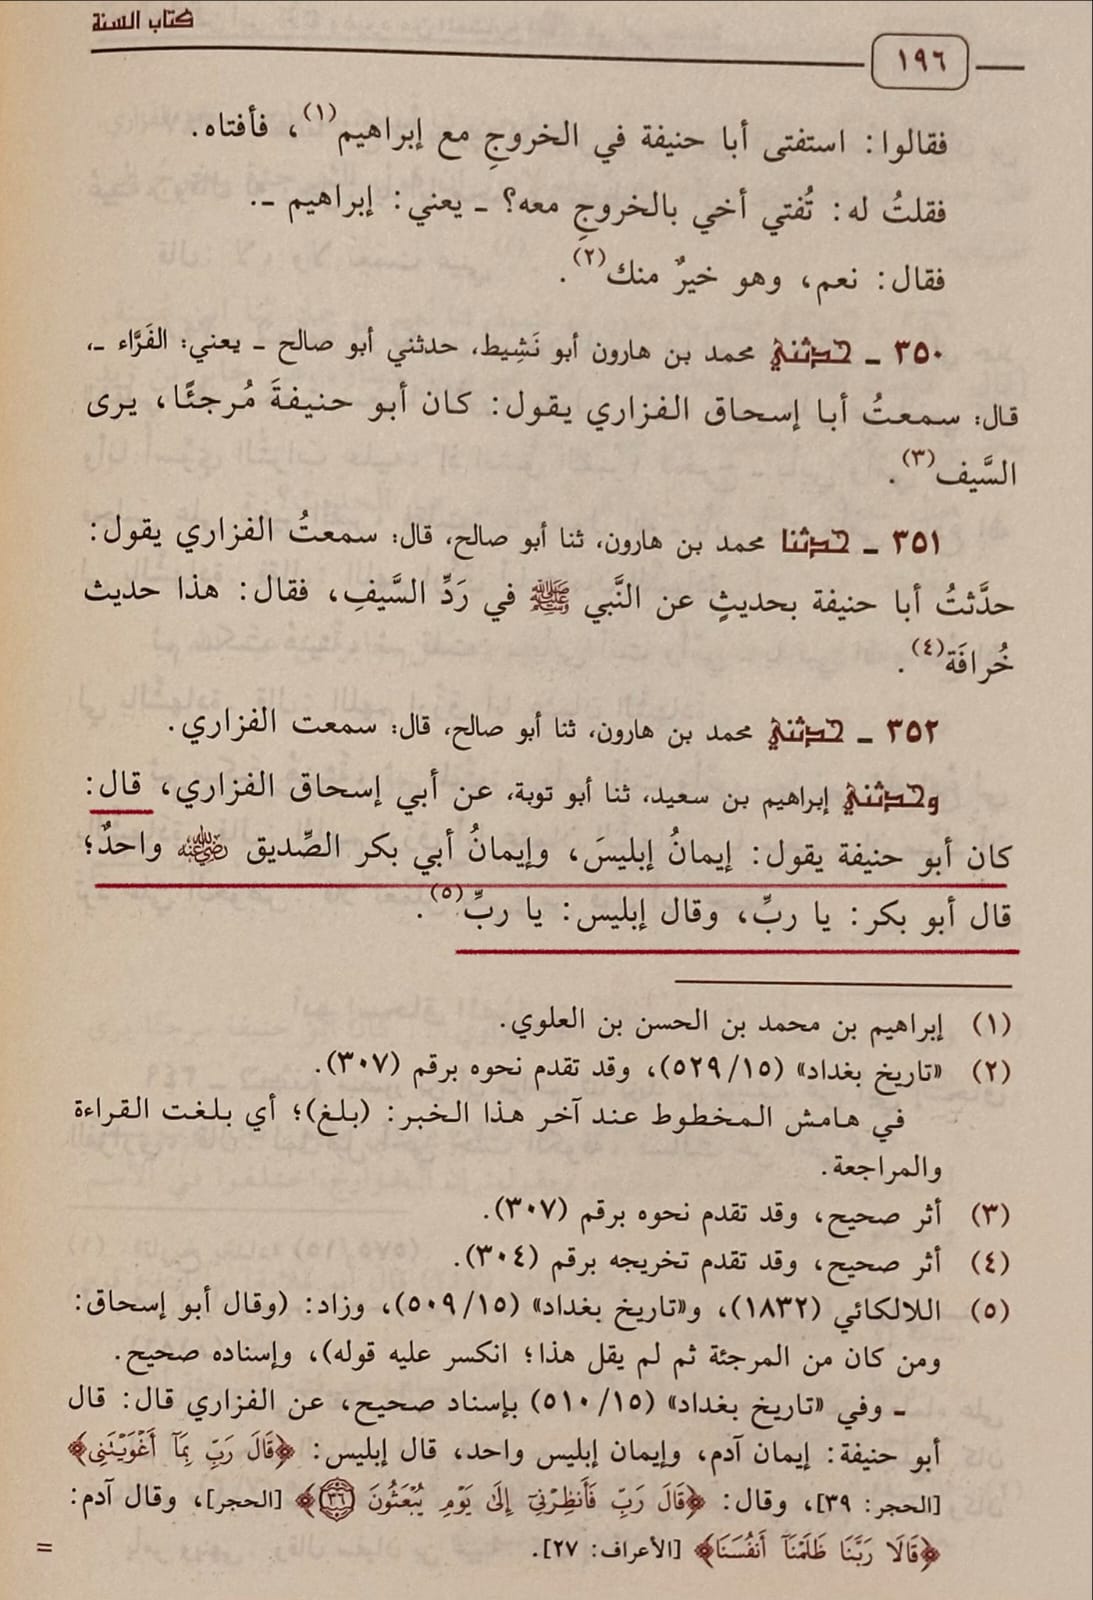 كتاب السنة
١٩٦
فقالوا: استفتى أبا حنيفة في الخروجِ مع إبراهيم(١)، فأفتاه.
فقلتُ له: تُفتي أخي بالخروجِ معه؟ ـ يعني: إبراهيم ـ.
فقال: نعم، وهو خيرٌ منك(٢).
٣٥٠ ـ حدثني محمد بن هارون أبو نَشِيط، حدثني أبو صالح ـ يعني: الفَرَّاء ـ،
قال: سمعتُ أبا إسحاق الفزاري يقول: كان أبو حنيفةَ مُرجئًا، يرى
السَّيف(٣).
٣٥١ ـ حدثنا محمد بن هارون، ثنا أبو صالح، قال: سمعتُ الفزاري يقول:
حدَّثتُ أبا حنيفة بحديثٍ عن النَّبي ﷺ في رَدِّ السَّيفِ، فقال: هذا حديث
خُرافَة(٤).
٣٥٢ ـ حدثني محمد بن هارون، ثنا أبو صالح، قال: سمعت الفزاري.
وحدثني إبراهيم بن سعيد، ثنا أبو توبة، عن أبي إسحاق الفزاري، قال:
كان أبو حنيفة يقول: إيمانُ إبليسَ، وإيمانُ أبي بكر الصِّديق رضي الله عنه واحدٌ؛
قال أبو بكر: يا ربِّ، وقال إبليس: يا ربِّ(٥).
(١) إبراهيم بن محمد بن الحسن بن العلوي.
(٢) «تاريخ بغداد» (١٥/٥٢٩)، وقد تقدم نحوه برقم (٣٠٧).
في هامش المخطوط عند آخر هذا الخبر: (بلغ)؛ أي بلغت القراءة
والمراجعة.
(٣) أثر صحيح، وقد تقدم نحوه برقم (٣٠٧).
(٤) أثر صحيح، وقد تقدم تخريجه برقم (٣٠٤).
(٥) اللالكائي (١٨٣٢)، و«تاريخ بغداد» (١٥/٥٠٩)، وزاد: (وقال أبو إسحاق:
ومن كان من المرجئة ثم لم يقل هذا؛ انكسر عليه قوله)، وإسناده صحيح.
ـ وفي «تاريخ بغداد» (١٥/٥١٠) بإسناد صحيح، عن الفزاري قال: قال
أبو حنيفة: إيمان آدم، وإيمان إبليس واحد، قال إبليس: ﴿قَالَ رَبِّ بِمَآ أَغْوَيْتَنِى﴾
[الحجر: ٣٩]، وقال: ﴿قَالَ رَبِّ فَأَنظِرْنِىٓ إِلَىٰ يَوْمِ يُبْعَثُونَ ٣٦﴾ [الحجر]، وقال آدم:
﴿قَالَا رَبَّنَا ظَلَمْنَآ أَنفُسَنَا﴾ [الأعراف: ٢٧]. =